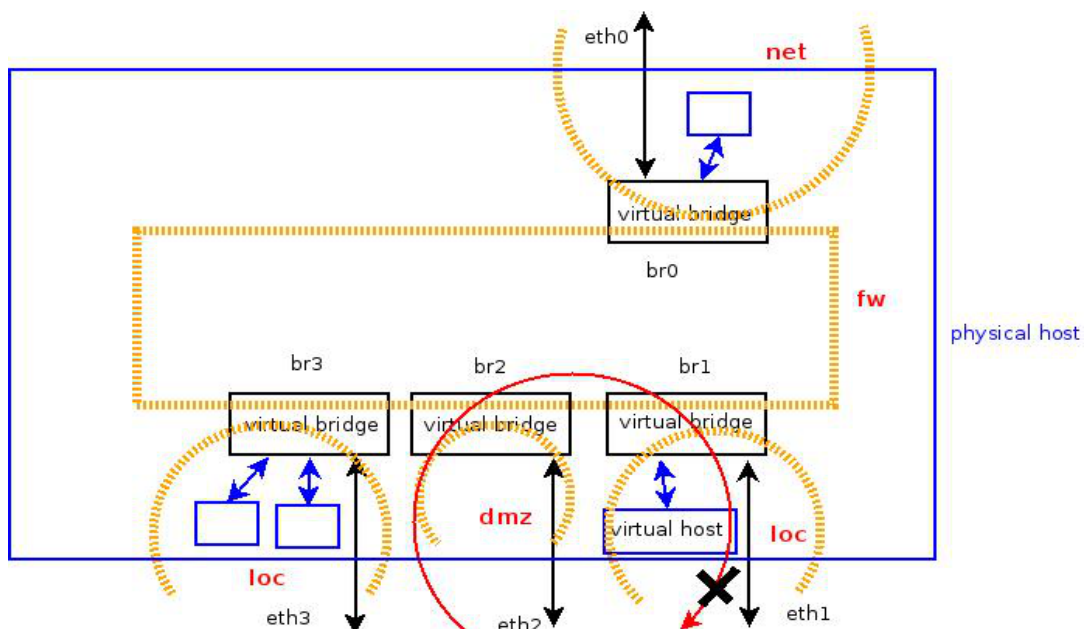 eth0
net
virtual bridge
br0
fw
physical host
br3
br2
br1
virtual bridge
virtual bridge
virtual bridge
dmz
virtual host
loc
loc
eth3
eth2
eth1